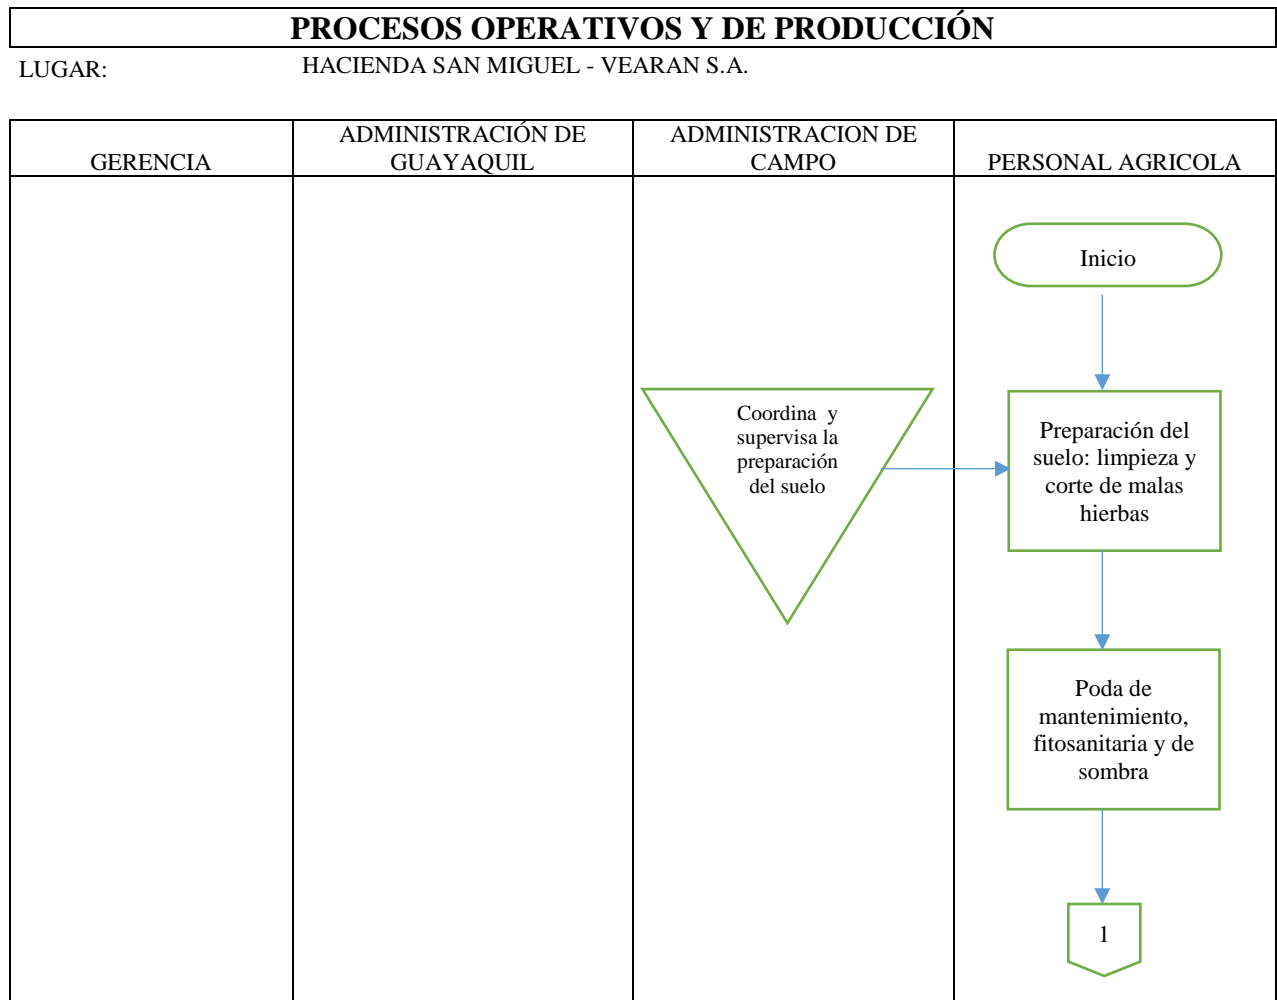 PROCESOS OPERATIVOS Y DE PRODUCCIÓN
LUGAR:
HACIENDA SAN MIGUEL - VEARAN S.A.
GERENCIA
ADMINISTRACIÓN DE
GUAYAQUIL
ADMINISTRACION DE
CAMPO
PERSONAL AGRICOLA
Inicio
Coordina y
supervisa la
preparación
del suelo
Preparación del
suelo: limpieza y
corte de malas
hierbas
Poda de
mantenimiento,
fitosanitaria y de
sombra
1